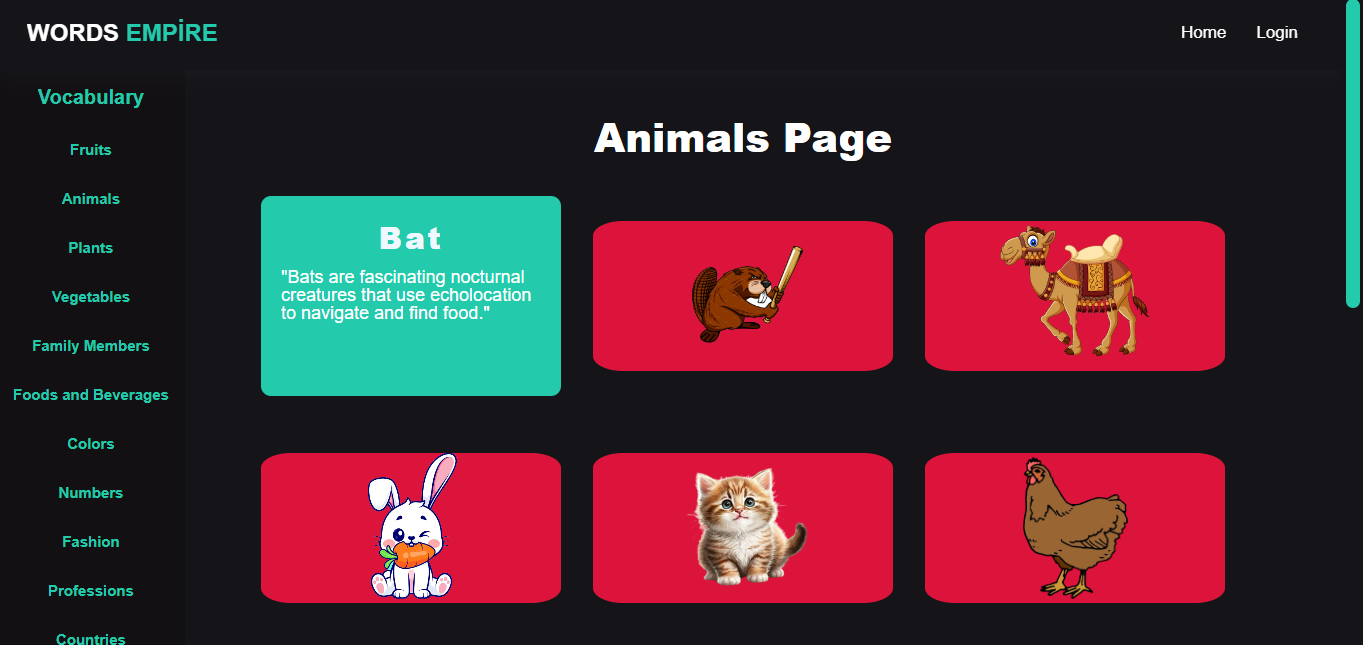 WORDS EMPİRE
Home
Login
Vocabulary
Fruits
Animals
Plants
Vegetables
Family Members
Foods and Beverages
Colors
Numbers
Fashion
Professions
Countries
Animals Page
Bat
"Bats are fascinating nocturnal
creatures that use echolocation
to navigate and find food."